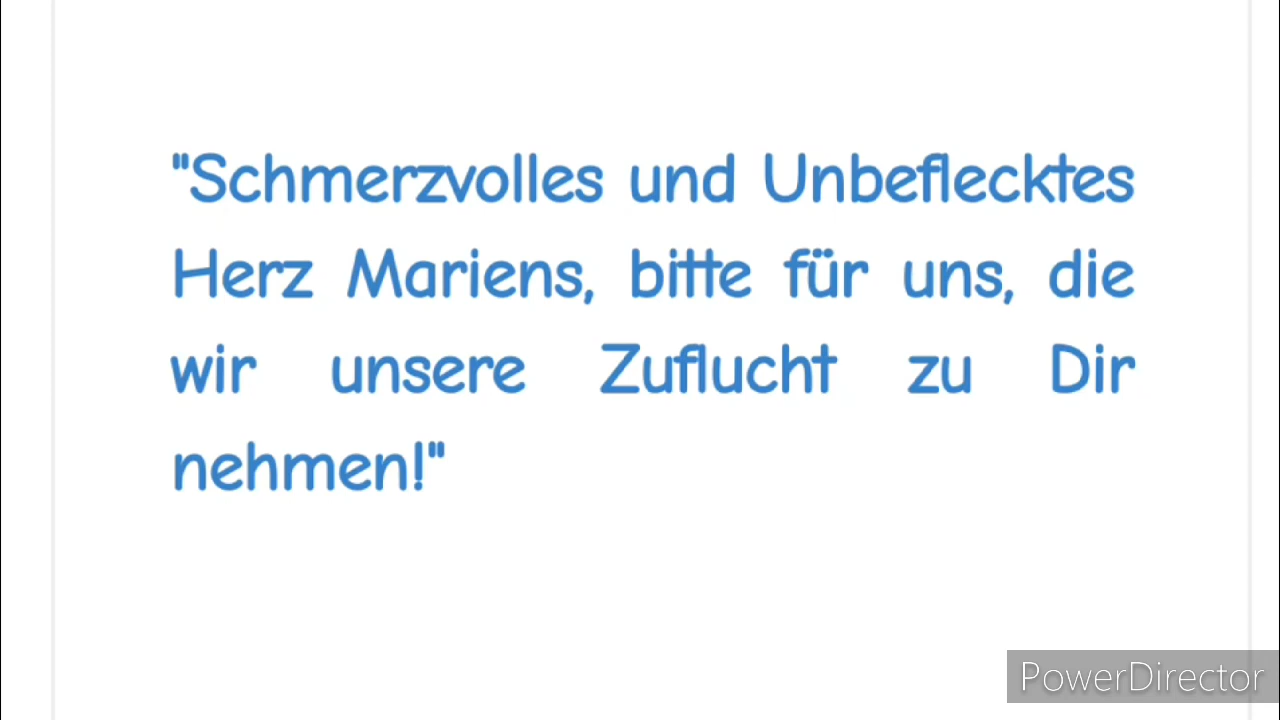 "Schmerzvolles und Unbeflecktes
Herz Mariens, bitte für uns, die
wir unsere Zuflucht zu Dir
nehmen!"
PowerDirector